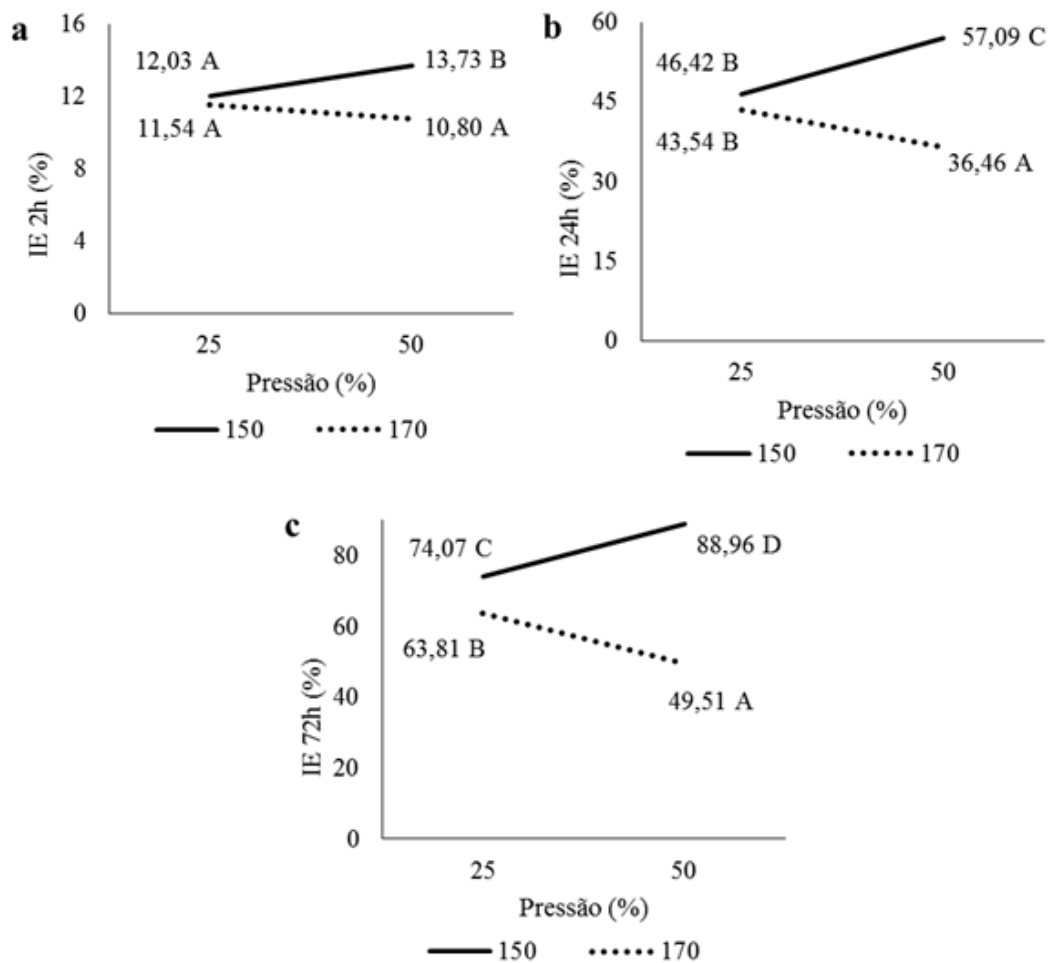 a
16
12
8
4
0
IE 2h (%)
12,03 A
13,73 B
11,54 A
10,80 A
25
50
Pressão (%)
150
170
b
60
45
30
15
0
IE 24h (%)
46,42 B
57,09 C
43,54 B
36,46 A
25
50
Pressão (%)
150
170
c
80
60
40
20
0
IE 72h (%)
74,07 C
88,96 D
63,81 B
49,51 A
25
50
Pressão (%)
150
170